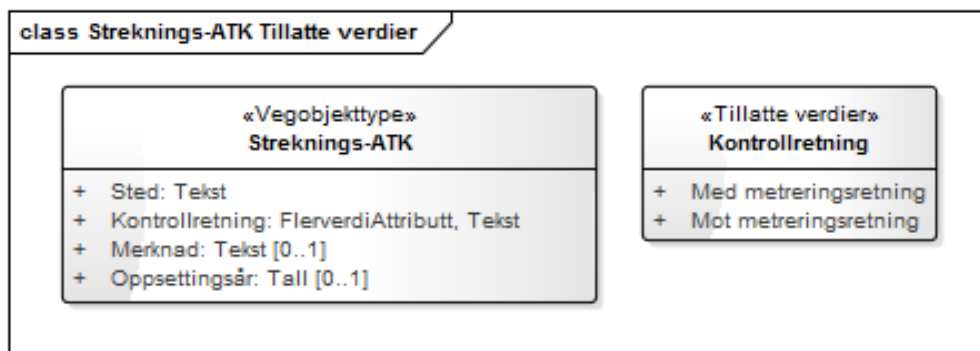 class Streknings-ATK Tillatte verdier
«Vegobjekttype»
Streknings-ATK
+ Sted: Tekst
+ Kontrollretning: FlerverdiAttributt, Tekst
+ Merknad: Tekst [0..1]
+ Oppsettingsår: Tall [0..1]
«Tillatte verdier»
Kontrollretning
+ Med metreringsretning
+ Mot metreringsretning